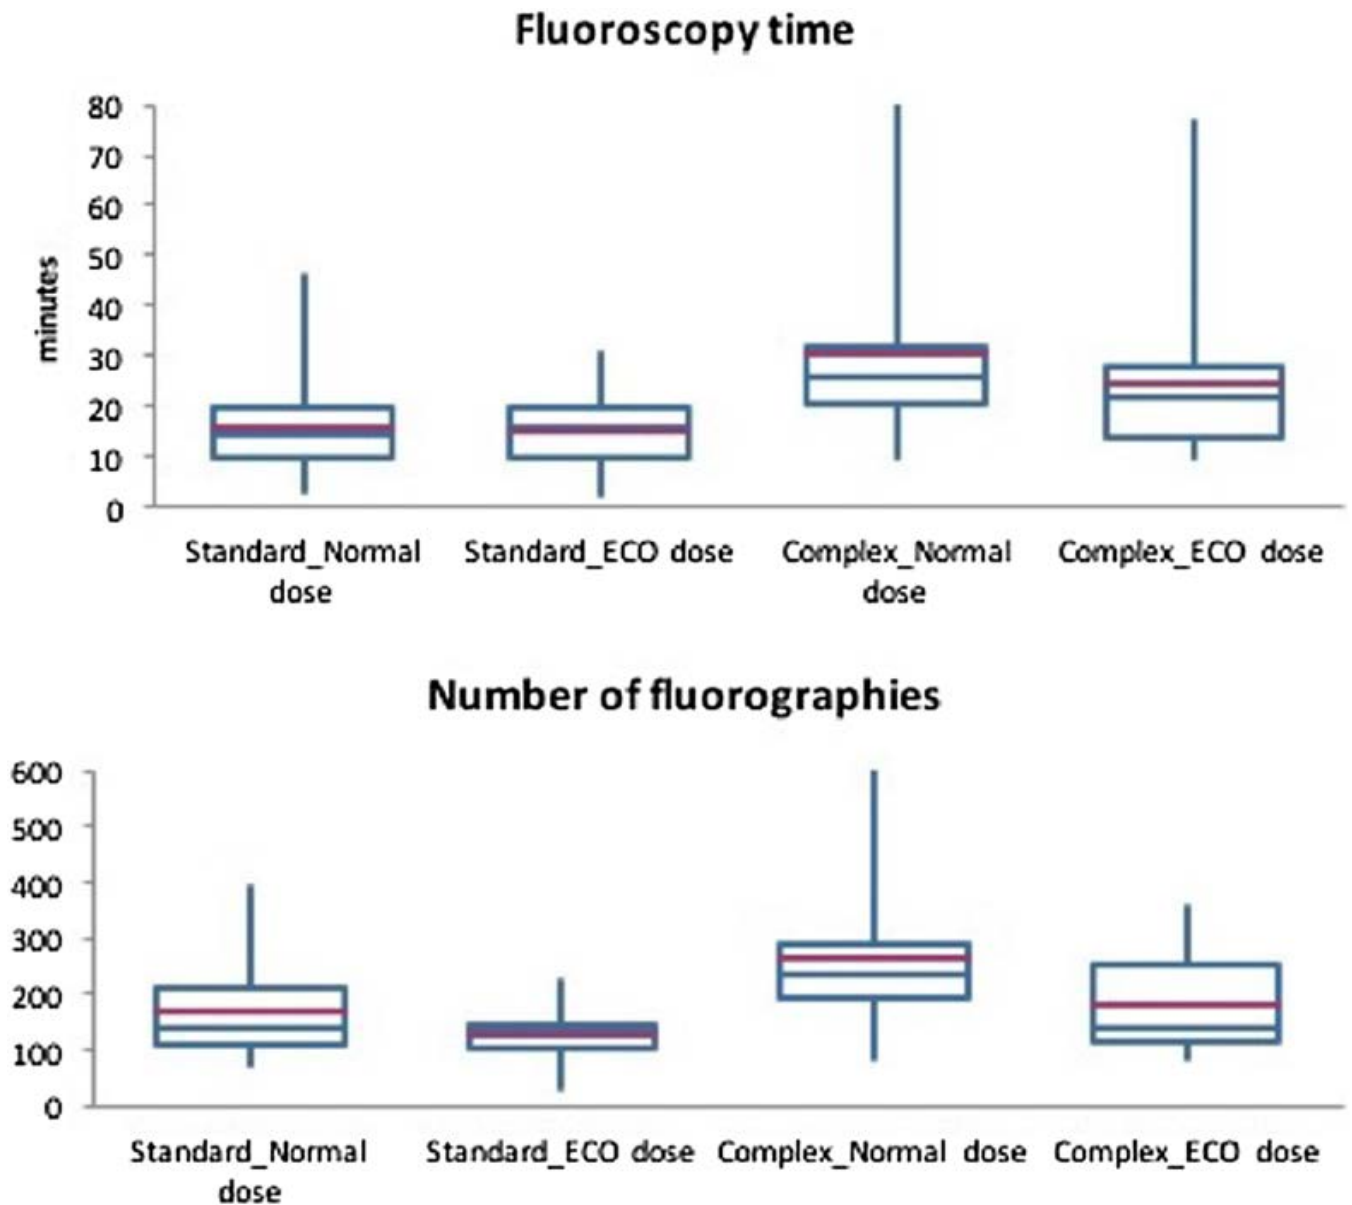 Fluoroscopy time
80
70
60
50
40
30
20
10
0
minutes
Standard_Normal dose
Standard_ECO dose
Complex_Normal dose
Complex_ECO dose
Number of fluorographies
600
500
400
300
200
100
0
Standard_Normal dose
Standard_ECO dose
Complex_Normal dose
Complex_ECO dose